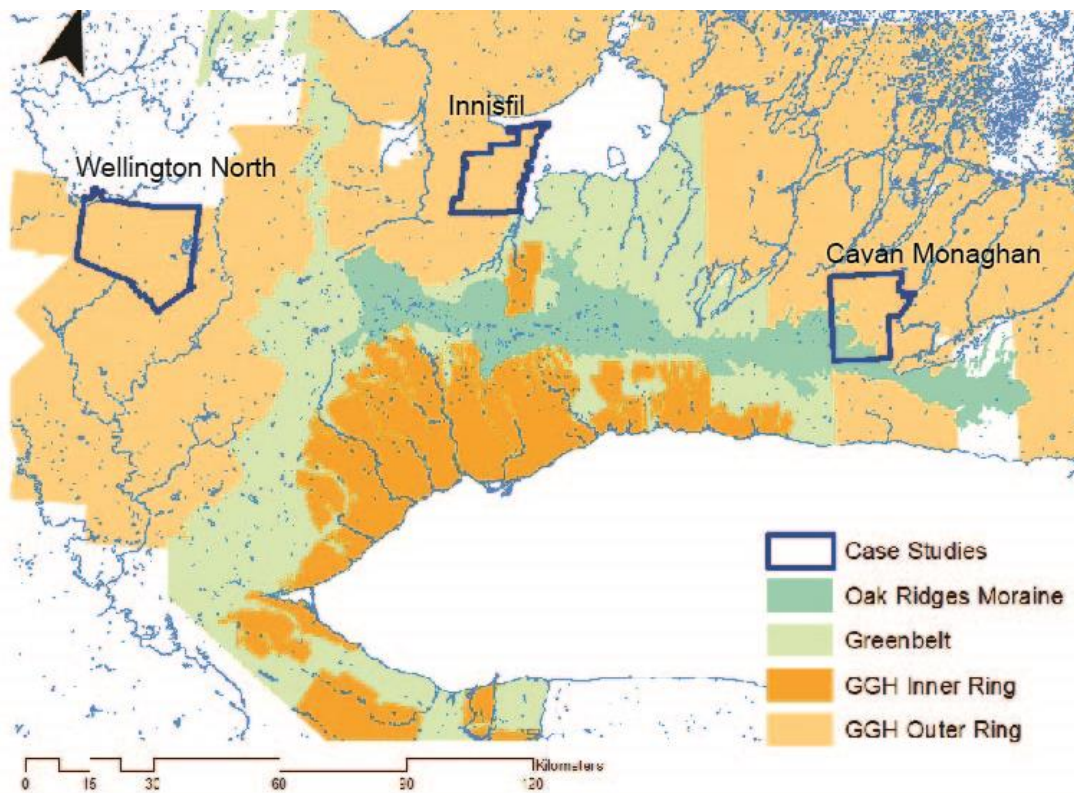 Innisfil
Wellington North
Cavan Monaghan
Case Studies
Oak Ridges Moraine
Greenbelt
GGH Inner Ring
GGH Outer Ring
Kilometers
0 15 30 60 90 120